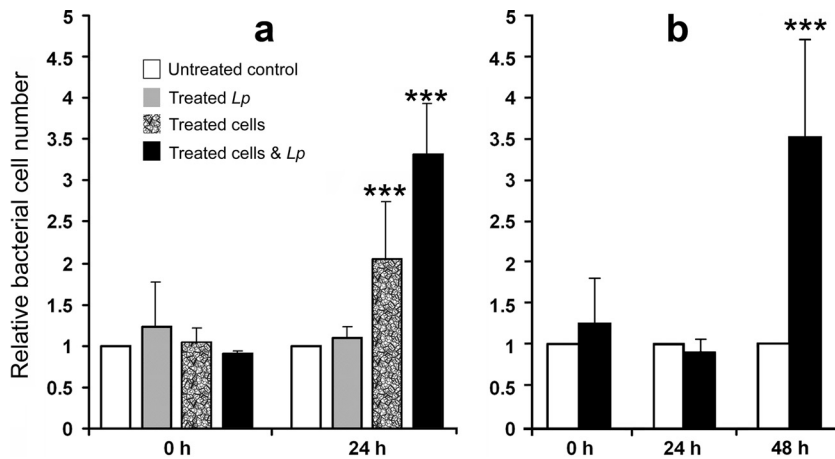 Relative bacterial cell number
a
Untreated control
Treated Lp
Treated cells
Treated cells & Lp
5
4.5
4
3.5
3
2.5
2
1.5
1
0.5
0
***
***
0 h
24 h
b
5
4.5
4
3.5
3
2.5
2
1.5
1
0.5
0
***
0 h
24 h
48 h